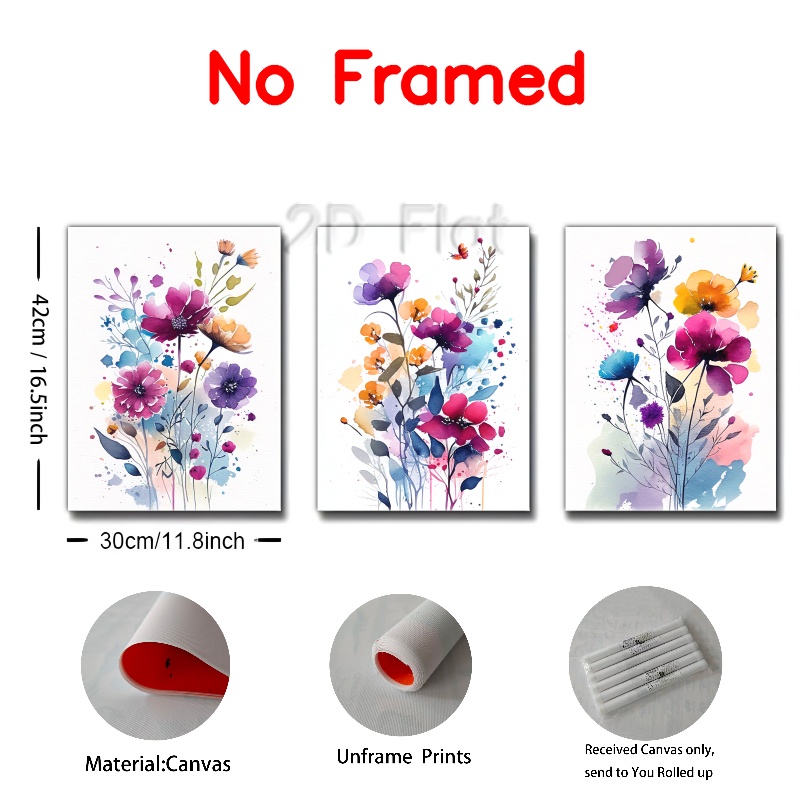 No Framed
2D Flat
42cm / 16.5inch
30cm/11.8inch
Material:Canvas
Unframe Prints
Received Canvas only,
send to You Rolled up